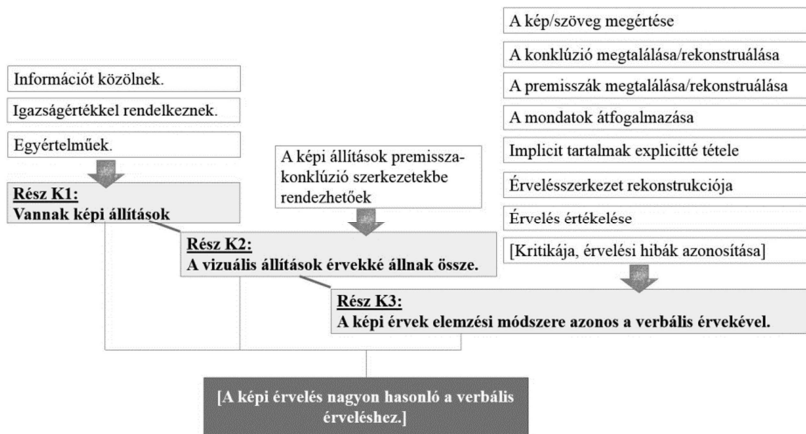 Információt közölnek.
Igazságértékkel rendelkeznek.
Egyértelműek.
Rész K1:
Vannak képi állítások
A képi állítások premissza-
konklúzió szerkezetekbe
rendezhetőek
Rész K2:
A vizuális állítások érvekké állnak össze.
A kép/szöveg megértése
A konklúzió megtalálása/rekonstruálása
A premisszák megtalálása/rekonstruálása
A mondatok átfogalmazása
Implicit tartalmak explicitté tétele
Érvelésszerkezet rekonstrukciója
Érvelés értékelése
[Kritikája, érvelési hibák azonosítása]
Rész K3:
A képi érvek elemzési módszere azonos a verbális érvekével.
[A képi érvelés nagyon hasonló a verbális
érveléshez.]